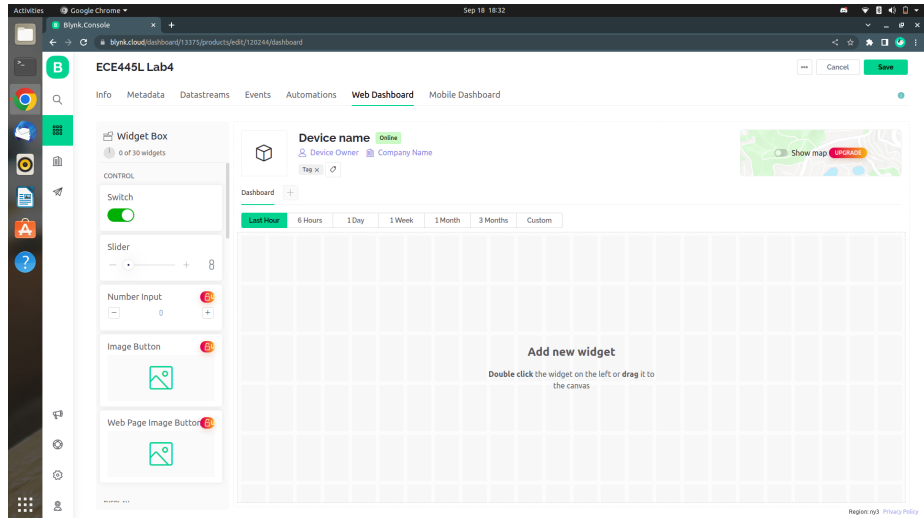 Activities Google Chrome Sep 18 18:32
Blynk.Console
blynk.cloud/dashboard/13375/products/edit/120244/dashboard
B ECE445L Lab4 Cancel Save
Info Metadata Datastreams Events Automations Web Dashboard Mobile Dashboard
Widget Box
0 of 30 widgets
CONTROL
Switch
Slider
8
Number Input
0
Image Button
Web Page Image Button
Device name Online
Device Owner Company Name
Tag
Show map UPGRADE
Dashboard
Last Hour 6 Hours 1 Day 1 Week 1 Month 3 Months Custom
Add new widget
Double click the widget on the left or drag it to
the canvas
Region: ny3 Privacy Policy